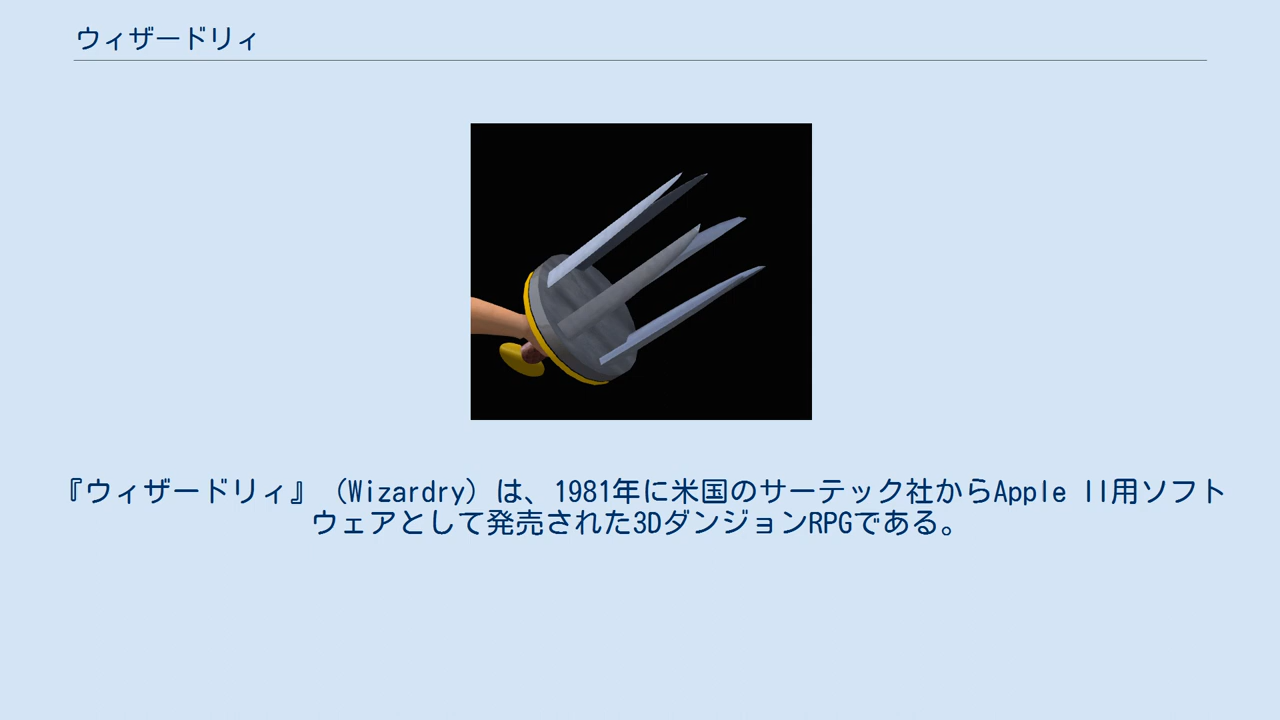 ウィザードリィ
『ウィザードリィ』（Wizardry）は、1981年に米国のサーテック社からApple II用ソフト
ウェアとして発売された3DダンジョンRPGである。